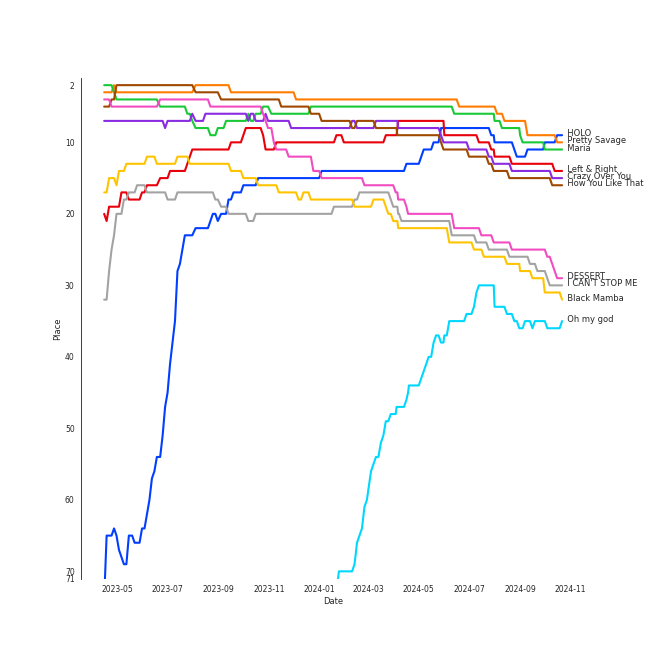 2
10
20
30
40
50
60
70
71
Place
HOLO
Pretty Savage
Maria
Left & Right
Crazy Over You
How You Like That
DESSERT
I CAN'T STOP ME
Black Mamba
Oh my god
2023-05 2023-07 2023-09 2023-11 2024-01 2024-03 2024-05 2024-07 2024-09 2024-11
Date